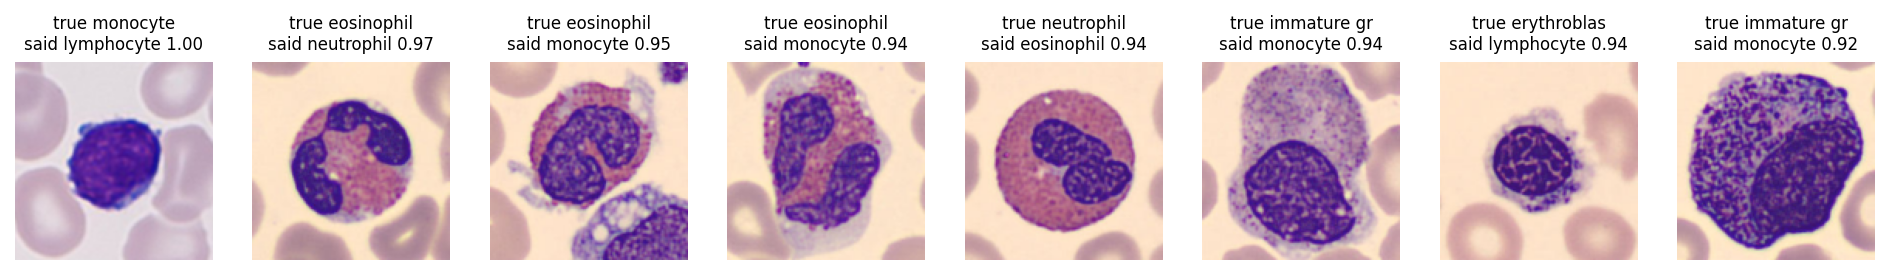 true monocyte
said lymphocyte 1.00
true eosinophil
said neutrophil 0.97
true eosinophil
said monocyte 0.95
true eosinophil
said monocyte 0.94
true neutrophil
said eosinophil 0.94
true immature gr
said monocyte 0.94
true erythroblas
said lymphocyte 0.94
true immature gr
said monocyte 0.92